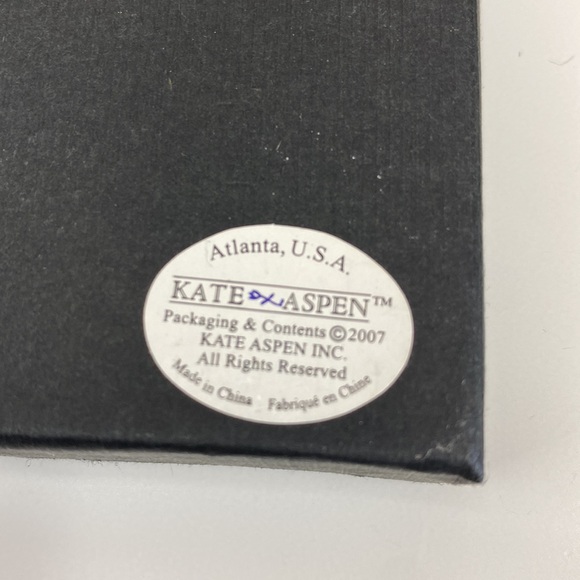 Atlanta, U.S.A.
KATE ASPEN™
Packaging & Contents ©2007
KATE ASPEN INC.
All Rights Reserved
Made in China Fabriqué en Chine